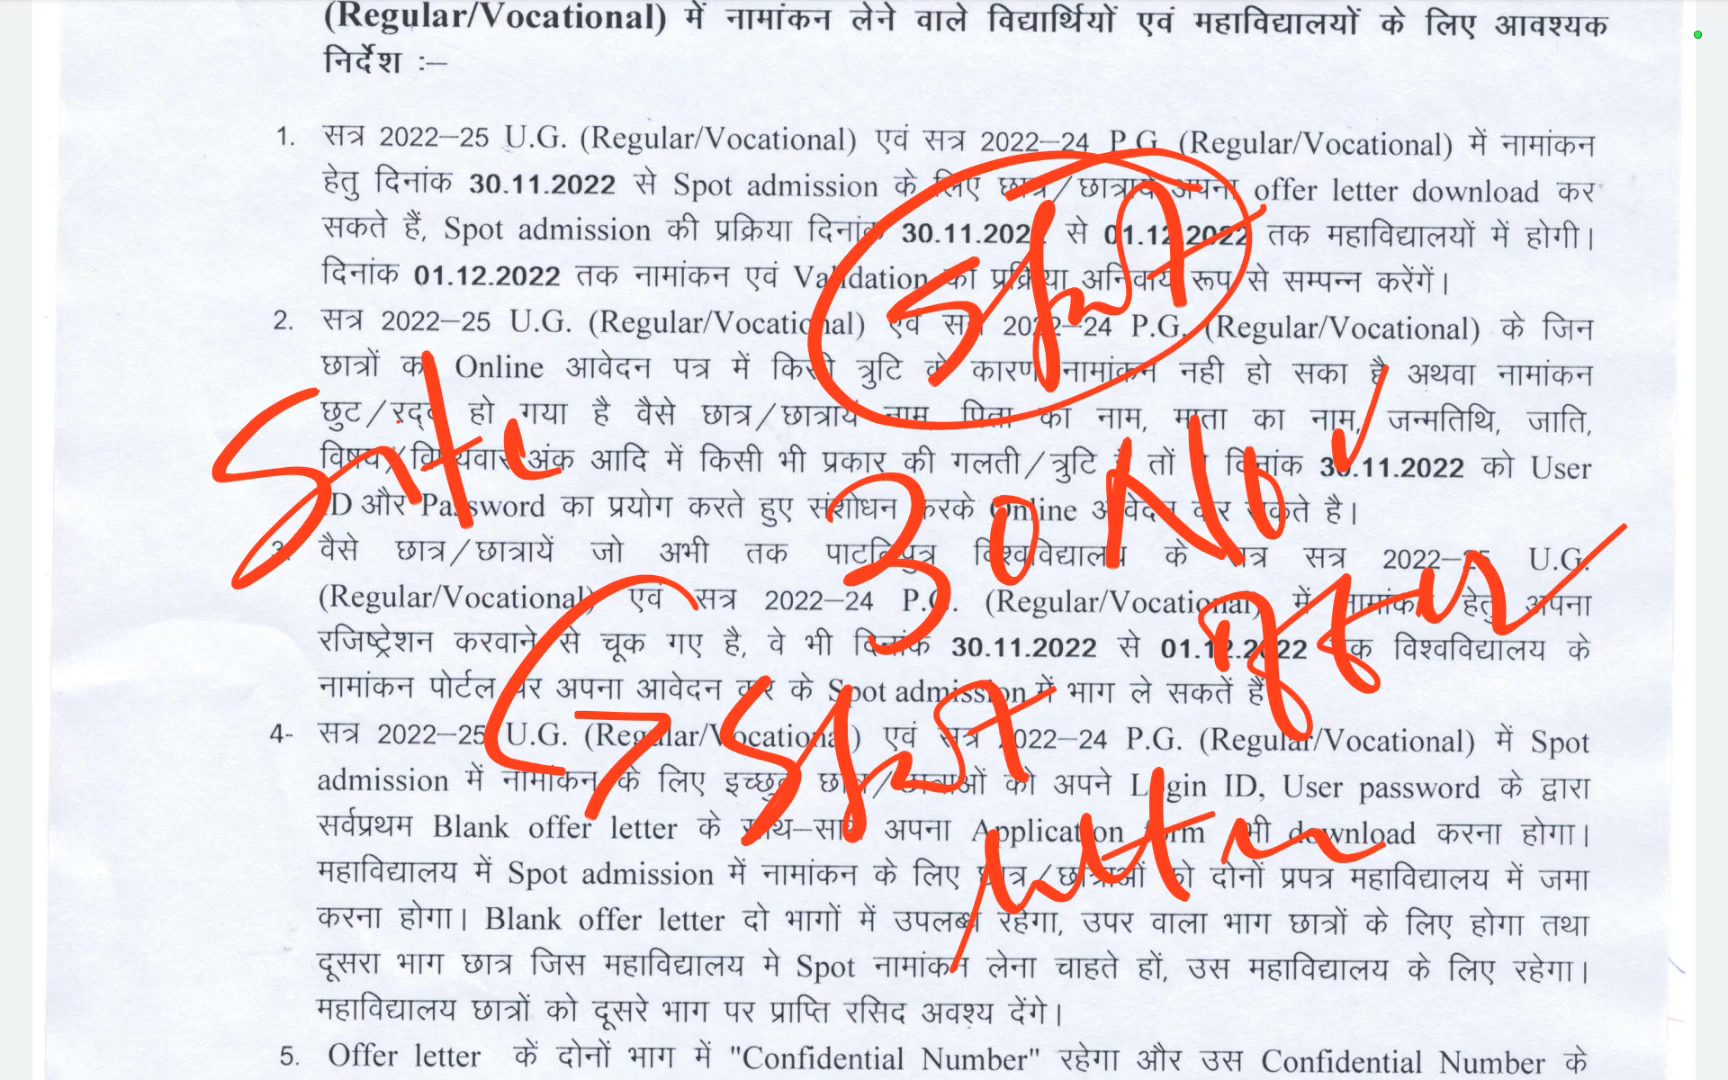 (Regular/Vocational) में नामांकन लेने वाले विद्यार्थियों एवं महाविद्यालयों के लिए आवश्यक
निर्देश :–
1. सत्र 2022–25 U.G. (Regular/Vocational) एवं सत्र 2022–24 P.G. (Regular/Vocational) में नामांकन
हेतु दिनांक 30.11.2022 से Spot admission के लिए छात्र/छात्रायें अपना offer letter download कर
सकते हैं, Spot admission की प्रक्रिया दिनांक 30.11.2022 से 01.12.2022 तक महाविद्यालयों में होगी।
दिनांक 01.12.2022 तक नामांकन एवं Validation की प्रक्रिया अनिवार्य रूप से सम्पन्न करेंगें।
2. सत्र 2022–25 U.G. (Regular/Vocational) एवं सत्र 2022–24 P.G. (Regular/Vocational) के जिन
छात्रों का Online आवेदन पत्र में किसी त्रुटि के कारण नामांकन नही हो सका है अथवा नामांकन
छुट/रद्द हो गया है वैसे छात्र/छात्रायें नाम, पिता का नाम, माता का नाम, जन्मतिथि, जाति,
विषय/विषयवार अंक आदि में किसी भी प्रकार की गलती/त्रुटि तों दिनांक 30.11.2022 को User
ID और Password का प्रयोग करते हुए संशोधन करके Online आवेदन कर सकते है।
3. वैसे छात्र/छात्रायें जो अभी तक पाटलिपुत्र विश्वविद्यालय के सत्र 2022–25 U.G.
(Regular/Vocational) एवं सत्र 2022–24 P.G. (Regular/Vocational) में नामांकन हेतु अपना
रजिष्ट्रेशन करवाने से चूक गए है, वे भी दिनांक 30.11.2022 से 01.12.2022 तक विश्वविद्यालय के
नामांकन पोर्टल पर अपना आवेदन कर के Spot admission में भाग ले सकतें हैं
4- सत्र 2022–25 U.G. (Regular/Vocational) एवं सत्र 2022–24 P.G. (Regular/Vocational) में Spot
admission में नामांकन के लिए इच्छुक छात्र/छात्राओं को अपने Login ID, User password के द्वारा
सर्वप्रथम Blank offer letter के साथ–साथ अपना Application form भी download करना होगा।
महाविद्यालय में Spot admission में नामांकन के लिए छात्र/छात्राओं को दोनों प्रपत्र महाविद्यालय में जमा
करना होगा। Blank offer letter दो भागों में उपलब्ध रहेगा, उपर वाला भाग छात्रों के लिए होगा तथा
दूसरा भाग छात्र जिस महाविद्यालय मे Spot नामांकन लेना चाहते हों, उस महाविद्यालय के लिए रहेगा।
महाविद्यालय छात्रों को दूसरे भाग पर प्राप्ति रसिद अवश्य देंगे।
5. Offer letter कें दोनों भाग में "Confidential Number" रहेगा और उस Confidential Number के
Spot
Site
30 No
Spot